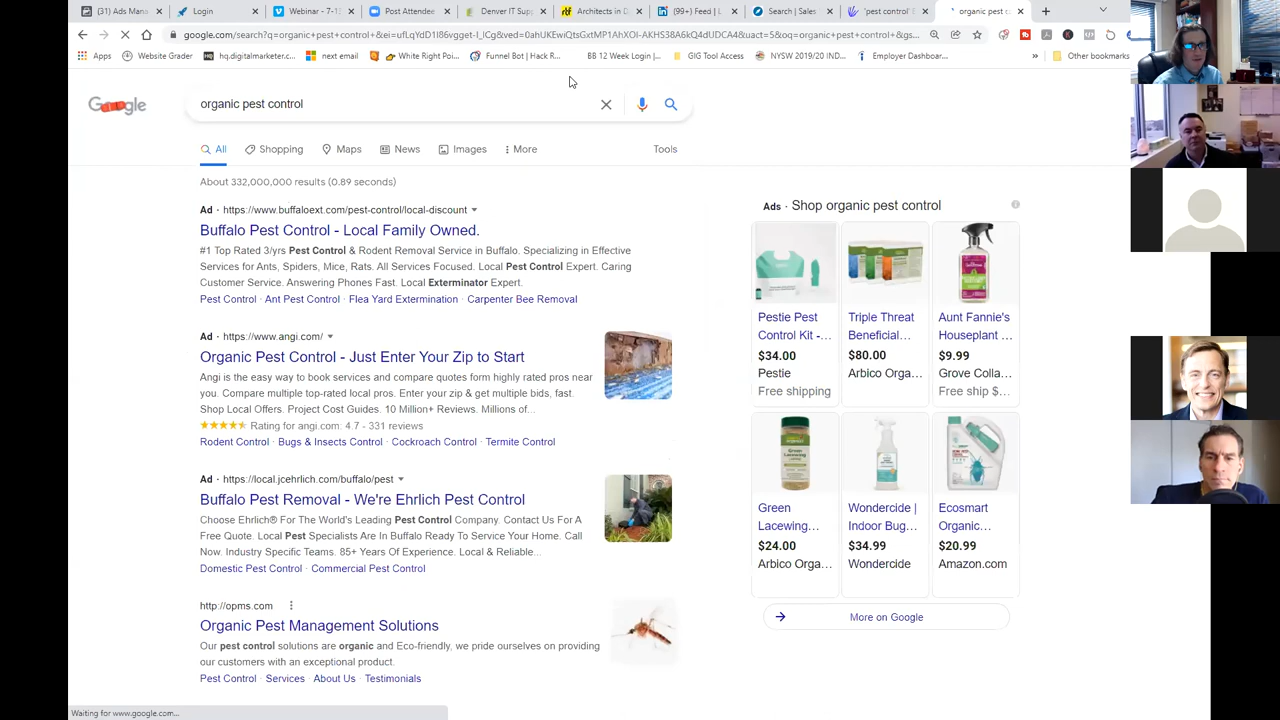 (31) Ads Mana
Login
Webinar - 7-1
Post Attendee
Denver IT Supp
Architects in D
(99+) Feed |
Search | Sales
'pest control' E
organic pest c
google.com/search?q=organic+pest+control+&ei=
Apps
Website Grader
hq.digitalmarketer.c...
next email
White Right Poi...
Funnel Bot | Hack R...
BB 12 Week Login |...
GIG Tool Access
NYSW 2019/20 IND...
Employer Dashbar...
»
Other bookmarks
Google
organic pest control
All
Shopping
Maps
News
Images
More
Tools
About 332,000,000 results (0.89 seconds)
Ad · https://www.buffaloext.com/pest-control/local-discount
Buffalo Pest Control - Local Family Owned.
#1 Top Rated 3/yrs Pest Control & Rodent Removal Service in Buffalo. Specializing in Effective
Services for Ants, Spiders, Mice, Rats. All Services Focused. Local Pest Control Expert. Caring
Customer Service. Answering Phones Fast. Local Exterminator Expert.
Pest Control · Ant Pest Control · Flea Yard Extermination · Carpenter Bee Removal
Ad · https://www.angi.com/
Organic Pest Control - Just Enter Your Zip to Start
Angi is the easy way to book services and compare quotes form highly rated pros near
you. Compare multiple top-rated local pros. Enter your zip & get multiple bids, fast.
Shop Local Offers. Project Cost Guides. 10 Million+ Reviews. Millions of...
Rating for angi.com: 4.7 - 331 reviews
Rodent Control · Bugs & Insects Control · Cockroach Control · Termite Control
Ad · https://local.jcehrlich.com/buffalo/pest
Buffalo Pest Removal - We're Ehrlich Pest Control
Choose Ehrlich® For The World's Leading Pest Control Company. Contact Us For A
Free Quote. Local Pest Specialists Are In Buffalo Ready To Service Your Home. Call
Now. Industry Specific Teams. 85+ Years Of Experience. Local & Reliable...
Domestic Pest Control · Commercial Pest Control
http://opms.com
Organic Pest Management Solutions
Our pest control solutions are organic and Eco-friendly, we pride ourselves on providing
our customers with an exceptional product.
Pest Control · Services · About Us · Testimonials
Ads · Shop organic pest control
Pestie Pest
Control Kit -...
$34.00
Pestie
Free shipping
Triple Threat
Beneficial...
$80.00
Arbico Orga...
Aunt Fannie's
Houseplant ...
$9.99
Grove Colla...
Free ship $...
Green
Lacewing...
$24.00
Arbico Orga...
Wondercide |
Indoor Bug...
$34.99
Wondercide
Ecosmart
Organic...
$20.99
Amazon.com
More on Google
Waiting for www.google.com...